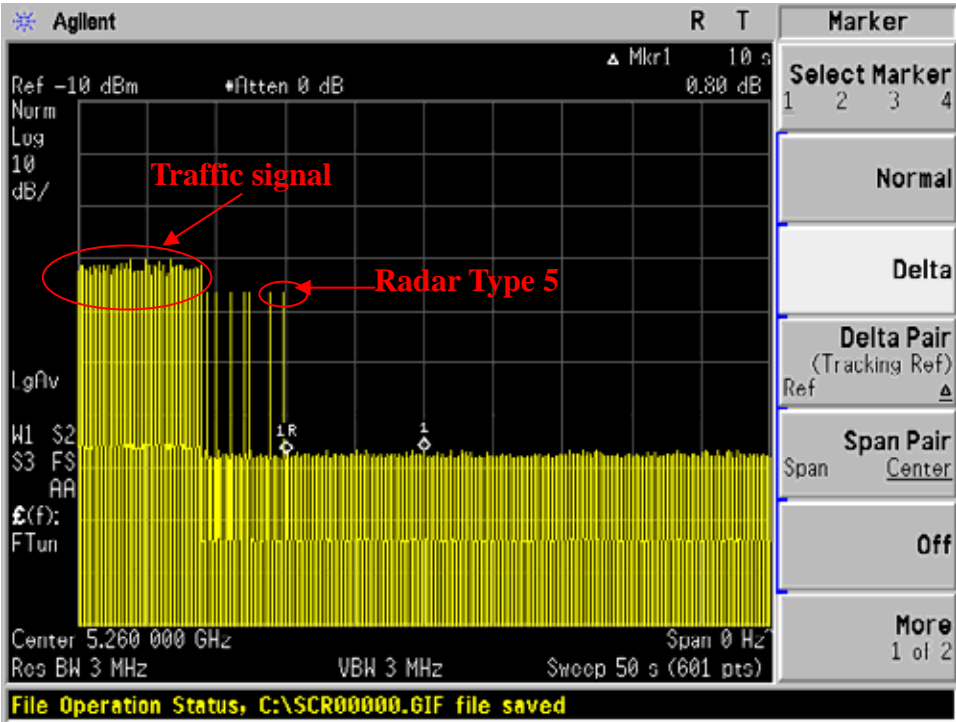 Agilent R T Marker
▵ Mkr1 10 s
Ref -10 dBm #Atten 0 dB 0.80 dB
Norm
Log
10
dB/
Traffic signal
Radar Type 5
LgAv
1R 1
W1 S2
S3 FS
AA
£(f):
FTun
Center 5.260 000 GHz Span 0 Hz
Res BW 3 MHz VBW 3 MHz Sweep 50 s (601 pts)
File Operation Status, C:\SCR00000.GIF file saved
Select Marker
1 2 3 4
Normal
Delta
Delta Pair
(Tracking Ref)
Ref ▵
Span Pair
Span Center
Off
More
1 of 2